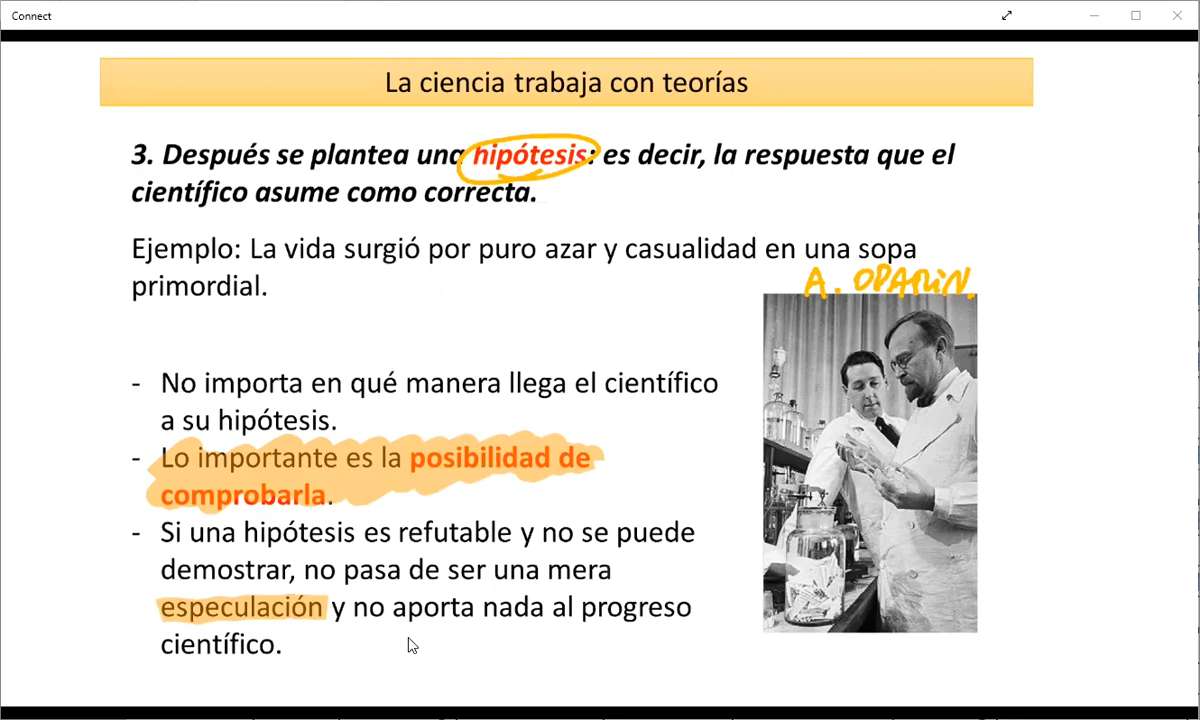 Connect
La ciencia trabaja con teorías
3. Después se plantea una hipótesis: es decir, la respuesta que el
científico asume como correcta.
Ejemplo: La vida surgió por puro azar y casualidad en una sopa
primordial.
A. OPARIN.
- No importa en qué manera llega el científico
a su hipótesis.
- Lo importante es la posibilidad de
comprobarla.
- Si una hipótesis es refutable y no se puede
demostrar, no pasa de ser una mera
especulación y no aporta nada al progreso
científico.